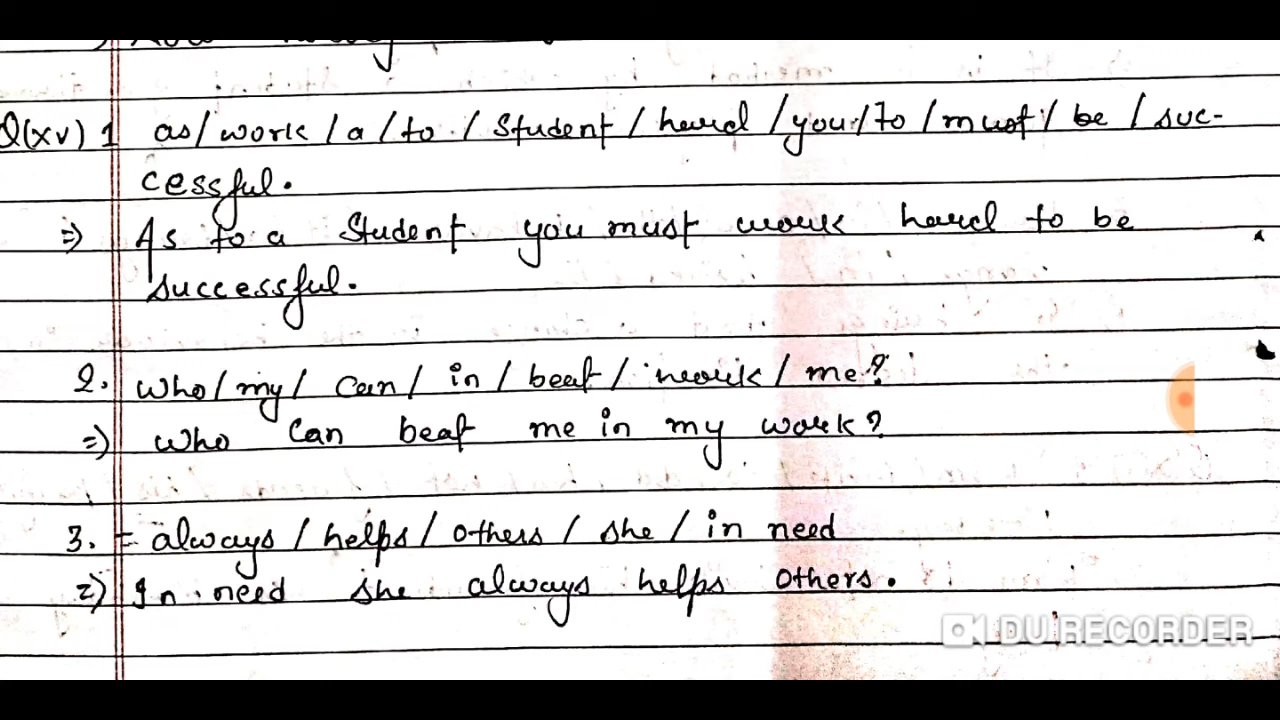 Q(xv) 1 as/work/a/to/student/hard/you/to/must/be/suc-
cessful.
=> As to a student you must work hard to be
successful.
2. Who/my/can/in/beat/work/me?
=> Who can beat me in my work?
3. = always/helps/others/she/in need
=> In need she always helps others.
DU RECORDER